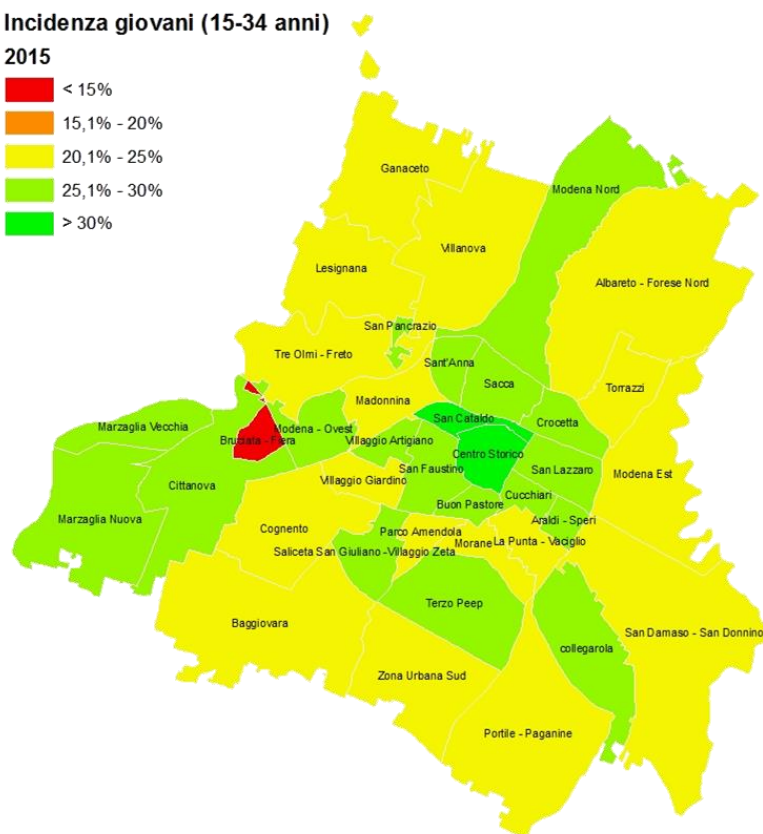 Incidenza giovani (15-34 anni)
2015
< 15%
15,1% - 20%
20,1% - 25%
25,1% - 30%
> 30%
Ganaceto
Modena Nord
Villanova
Lesignana
Albareto - Forese Nord
San Pancrazio
Tre Olmi - Freto
Sant'Anna
Sacca
Torrazzi
Madonnina
San Cataldo
Crocetta
Marzaglia Vecchia
Modena - Ovest
Bruciata - Fiera
Villaggio Artigiano
Centro Storico
San Faustino
San Lazzaro
Modena Est
Villaggio Giardino
Cittanova
Cucchiari
Buon Pastore
Marzaglia Nuova
Araldi - Speri
Cognento
Parco Amendola
Morane
La Punta - Vaciglio
Saliceta San Giuliano -Villaggio Zeta
Terzo Peep
Baggiovara
San Damaso - San Donnino
collegarola
Zona Urbana Sud
Portile - Paganine